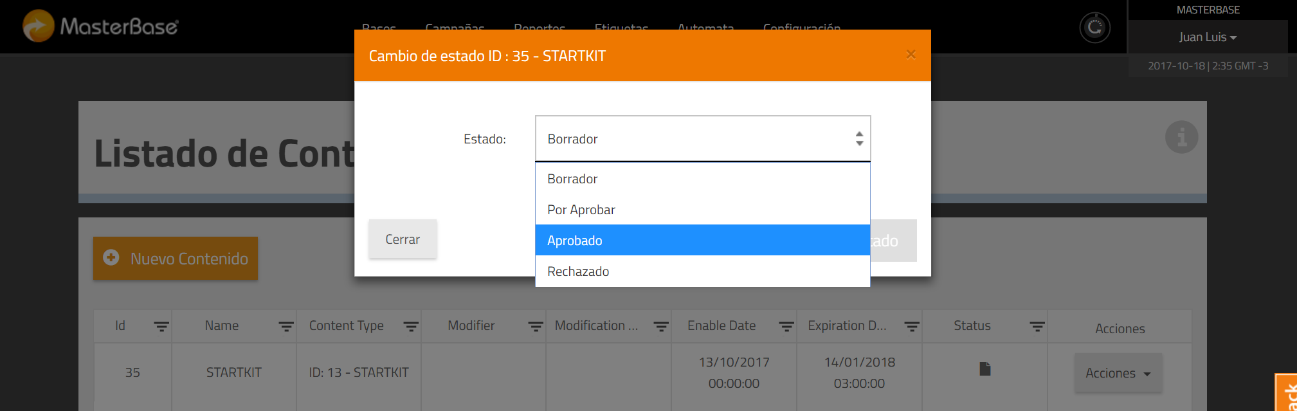 MasterBase®
Bases Campañas Reportes Etiquetas Automata Configuración
MASTERBASE
Juan Luis
2017-10-18 | 2:35 GMT -3
Cambio de estado ID : 35 - STARTKIT
×
Estado:
Borrador
Borrador
Por Aprobar
Aprobado
Rechazado
Cerrar
Listado de Cont
Nuevo Contenido
Id Name Content Type Modifier Modification ... Enable Date Expiration D... Status Acciones
35 STARTKIT ID: 13 - STARTKIT 13/10/2017 14/01/2018 Acciones
00:00:00 03:00:00